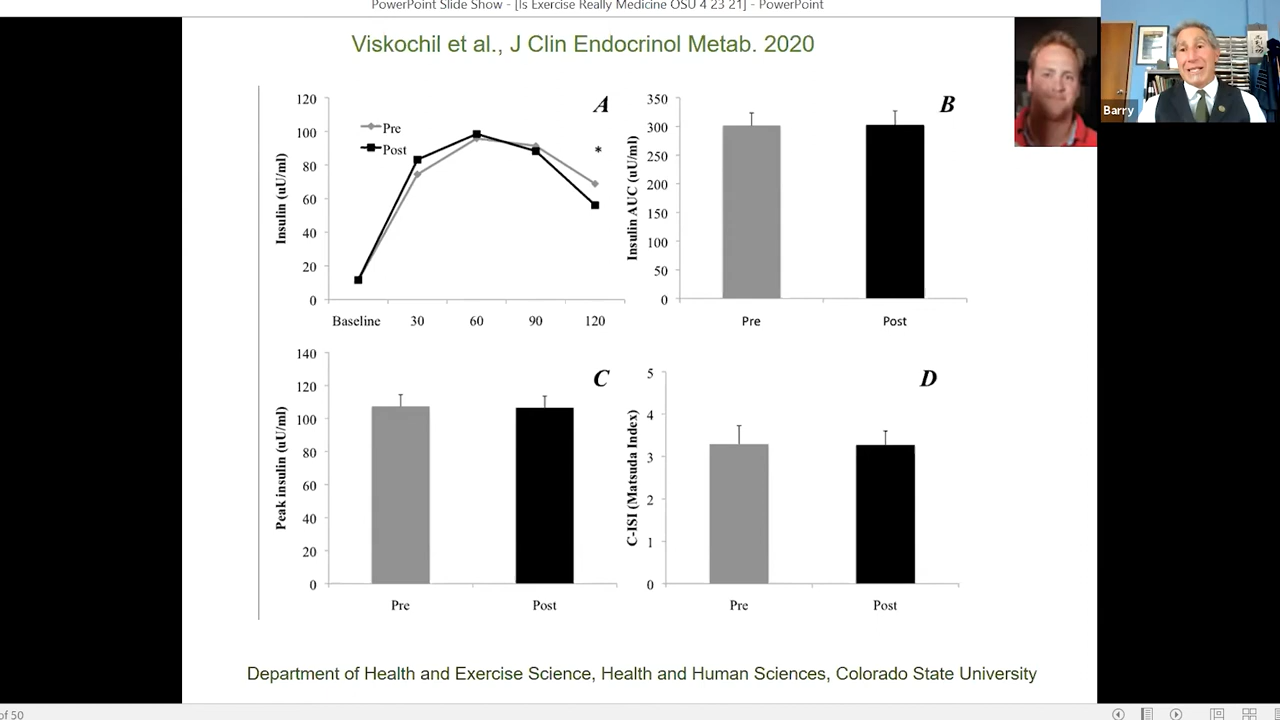 PowerPoint Slide Show - [Is Exercise Really Medicine OSU 4 23 21] - PowerPoint
Viskochil et al., J Clin Endocrinol Metab. 2020
Barry
A
120
100
80
60
40
20
0
Insulin (uU/ml)
Pre
Post
*
Baseline 30 60 90 120
B
350
300
250
200
150
100
50
0
Insulin AUC (uU/ml)
Pre Post
C
140
120
100
80
60
40
20
0
Peak insulin (uU/ml)
Pre Post
D
5
4
3
2
1
0
C-ISI (Matsuda Index)
Pre Post
Department of Health and Exercise Science, Health and Human Sciences, Colorado State University
of 50